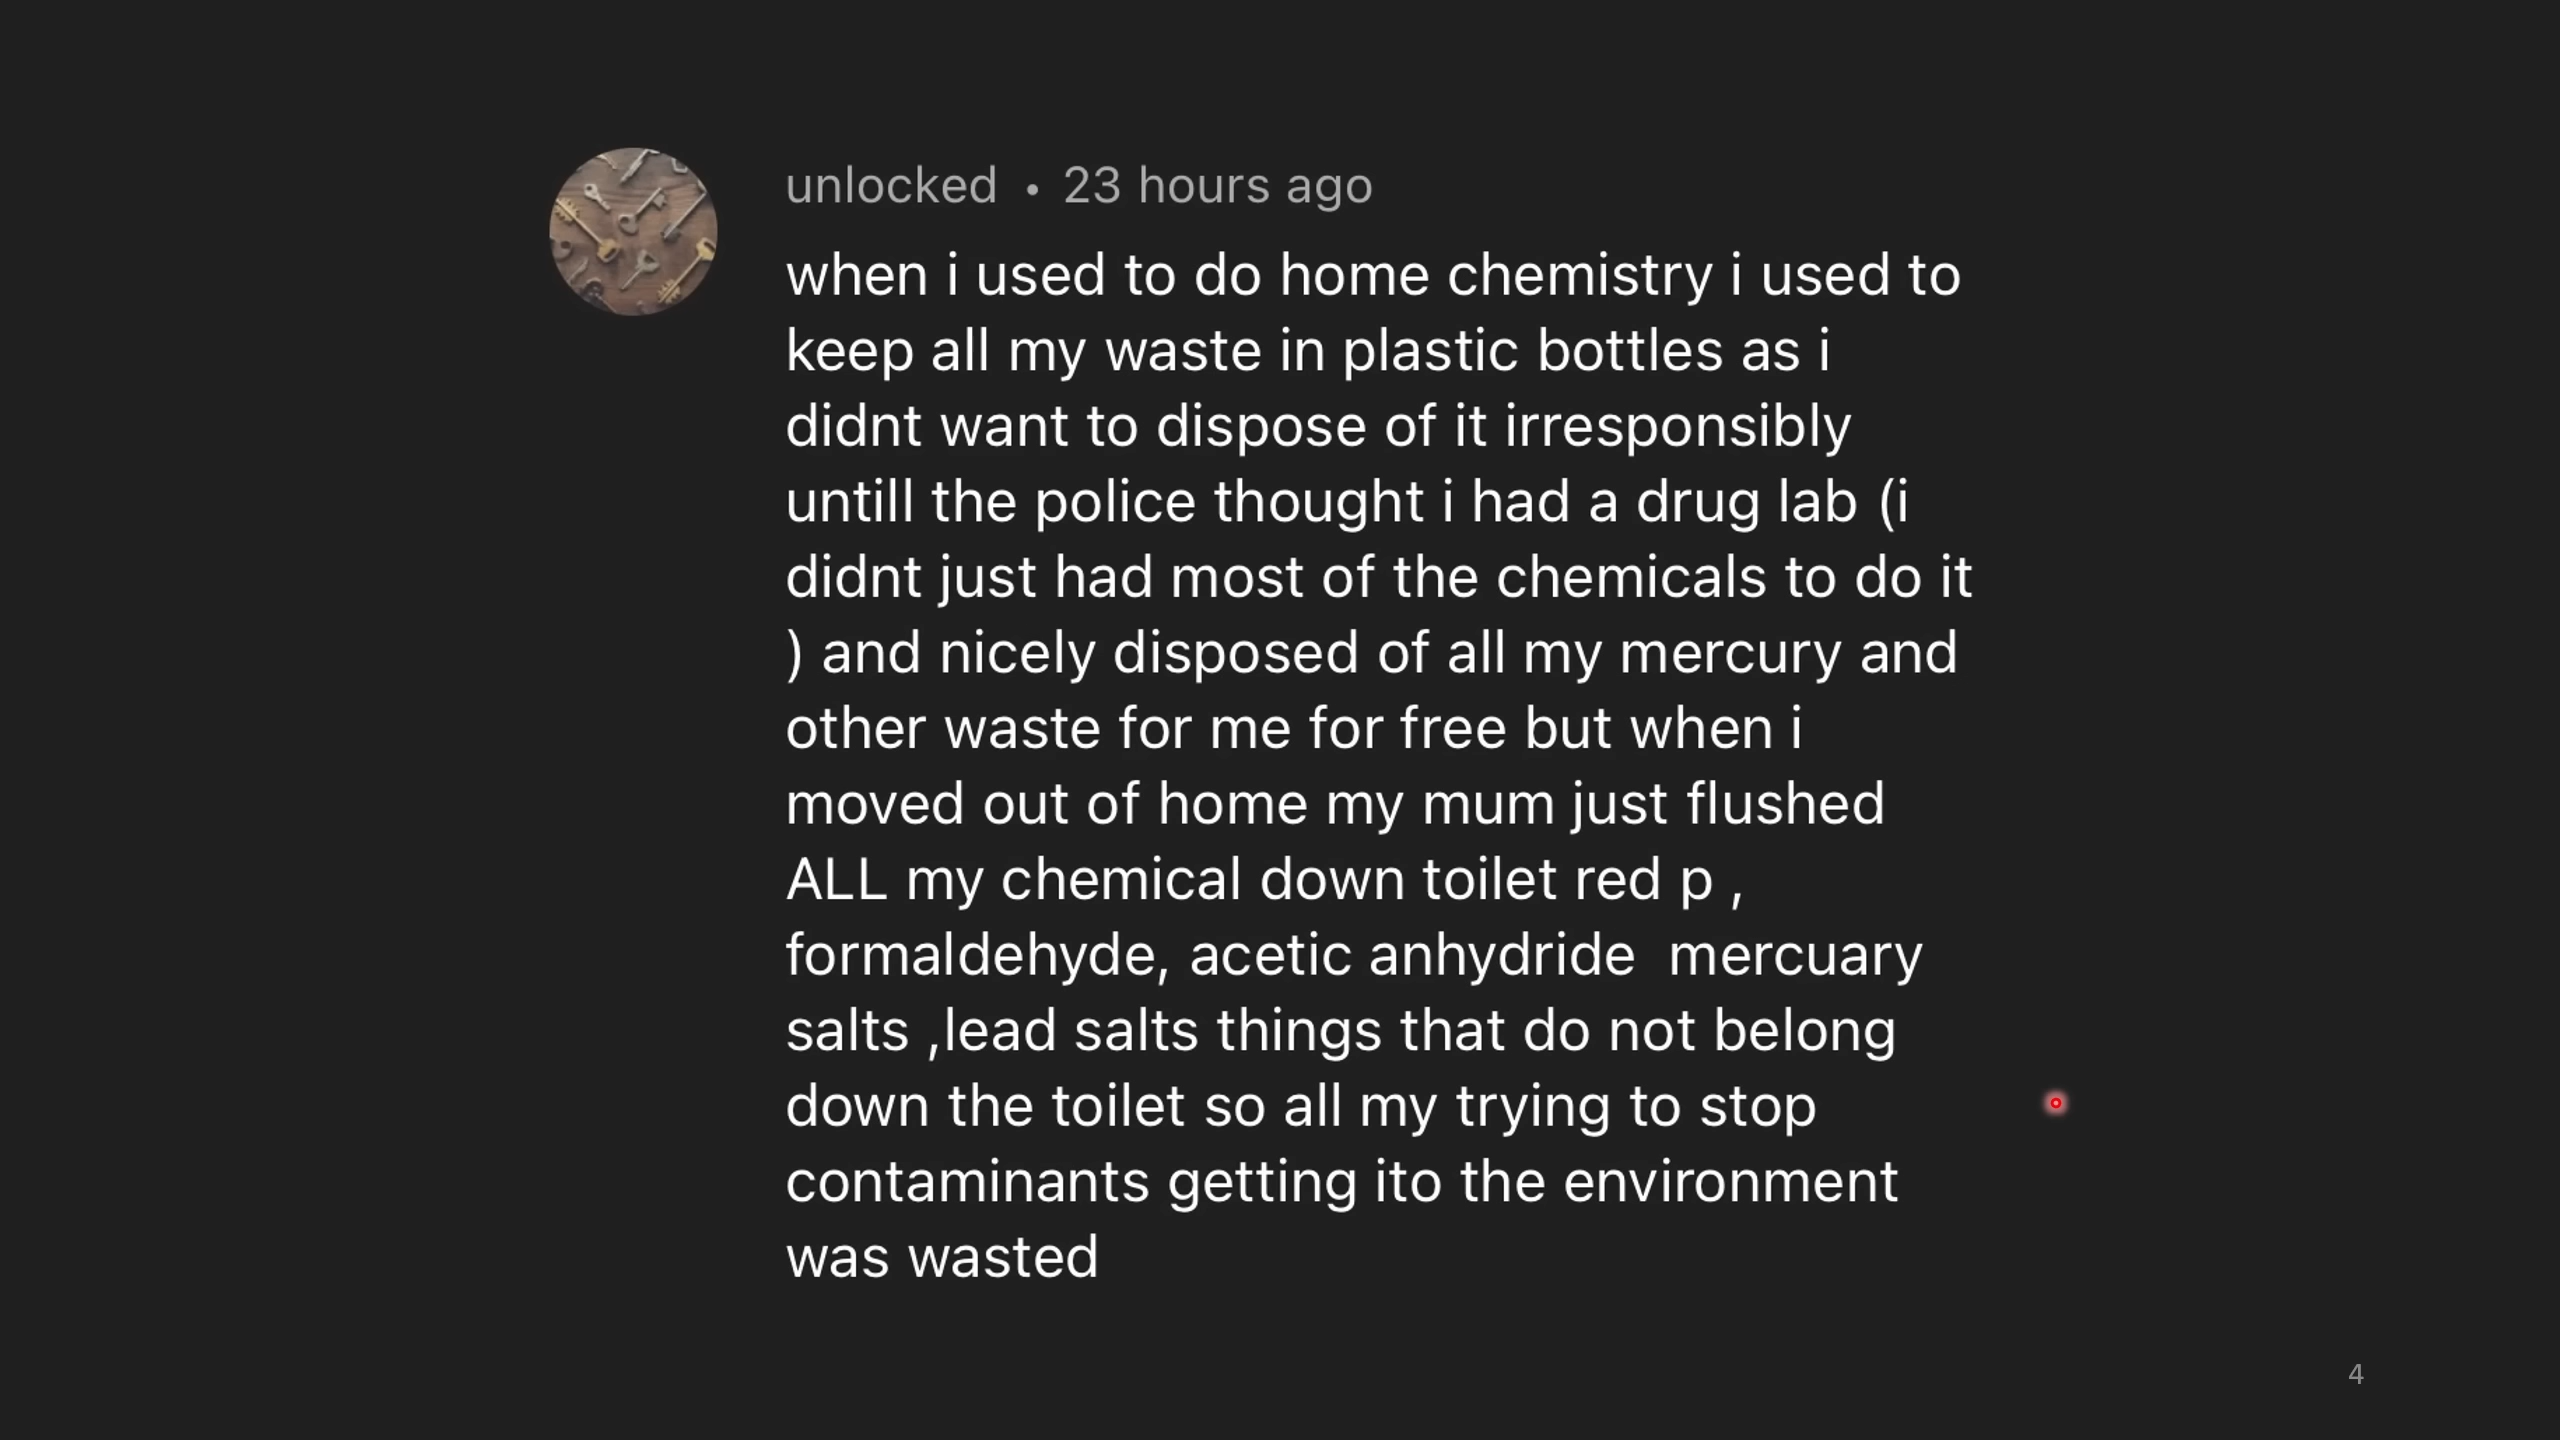 unlocked • 23 hours ago
when i used to do home chemistry i used to
keep all my waste in plastic bottles as i
didnt want to dispose of it irresponsibly
untill the police thought i had a drug lab (i
didnt just had most of the chemicals to do it
) and nicely disposed of all my mercury and
other waste for me for free but when i
moved out of home my mum just flushed
ALL my chemical down toilet red p ,
formaldehyde, acetic anhydride  mercuary
salts ,lead salts things that do not belong
down the toilet so all my trying to stop
contaminants getting ito the environment
was wasted
4